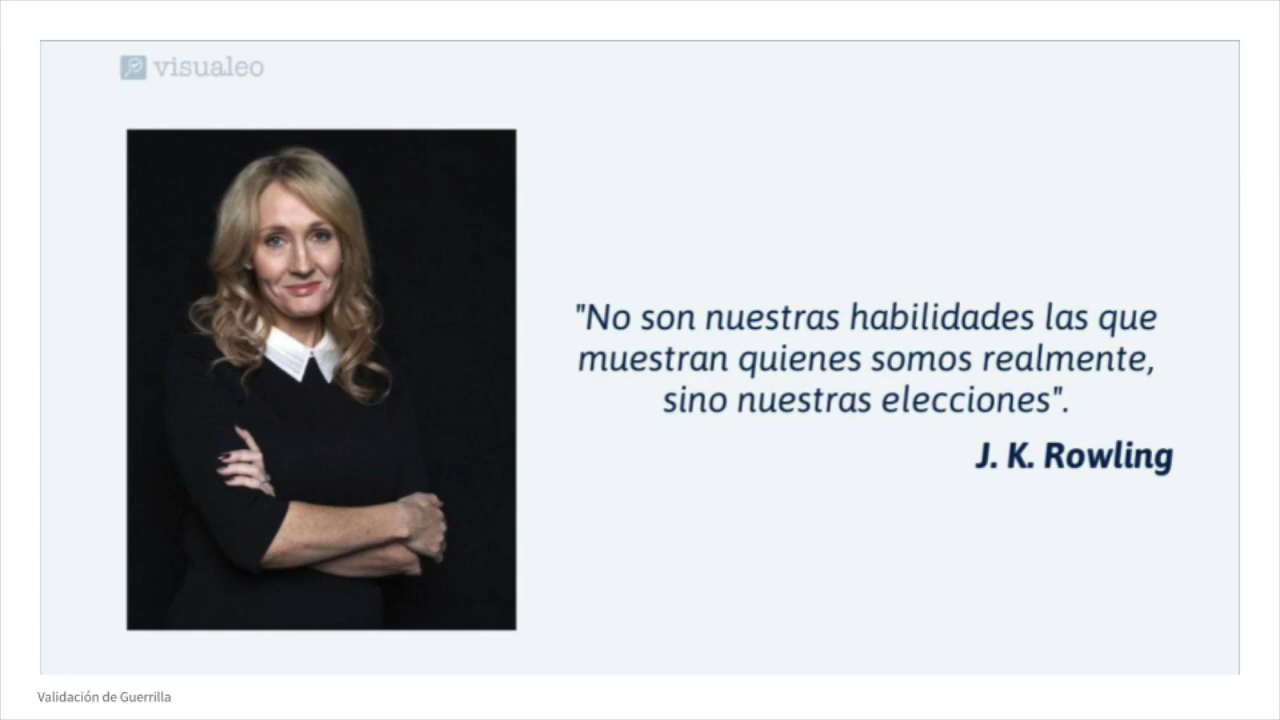 visualeo
"No son nuestras habilidades las que
muestran quienes somos realmente,
sino nuestras elecciones".
J. K. Rowling
Validación de Guerrilla